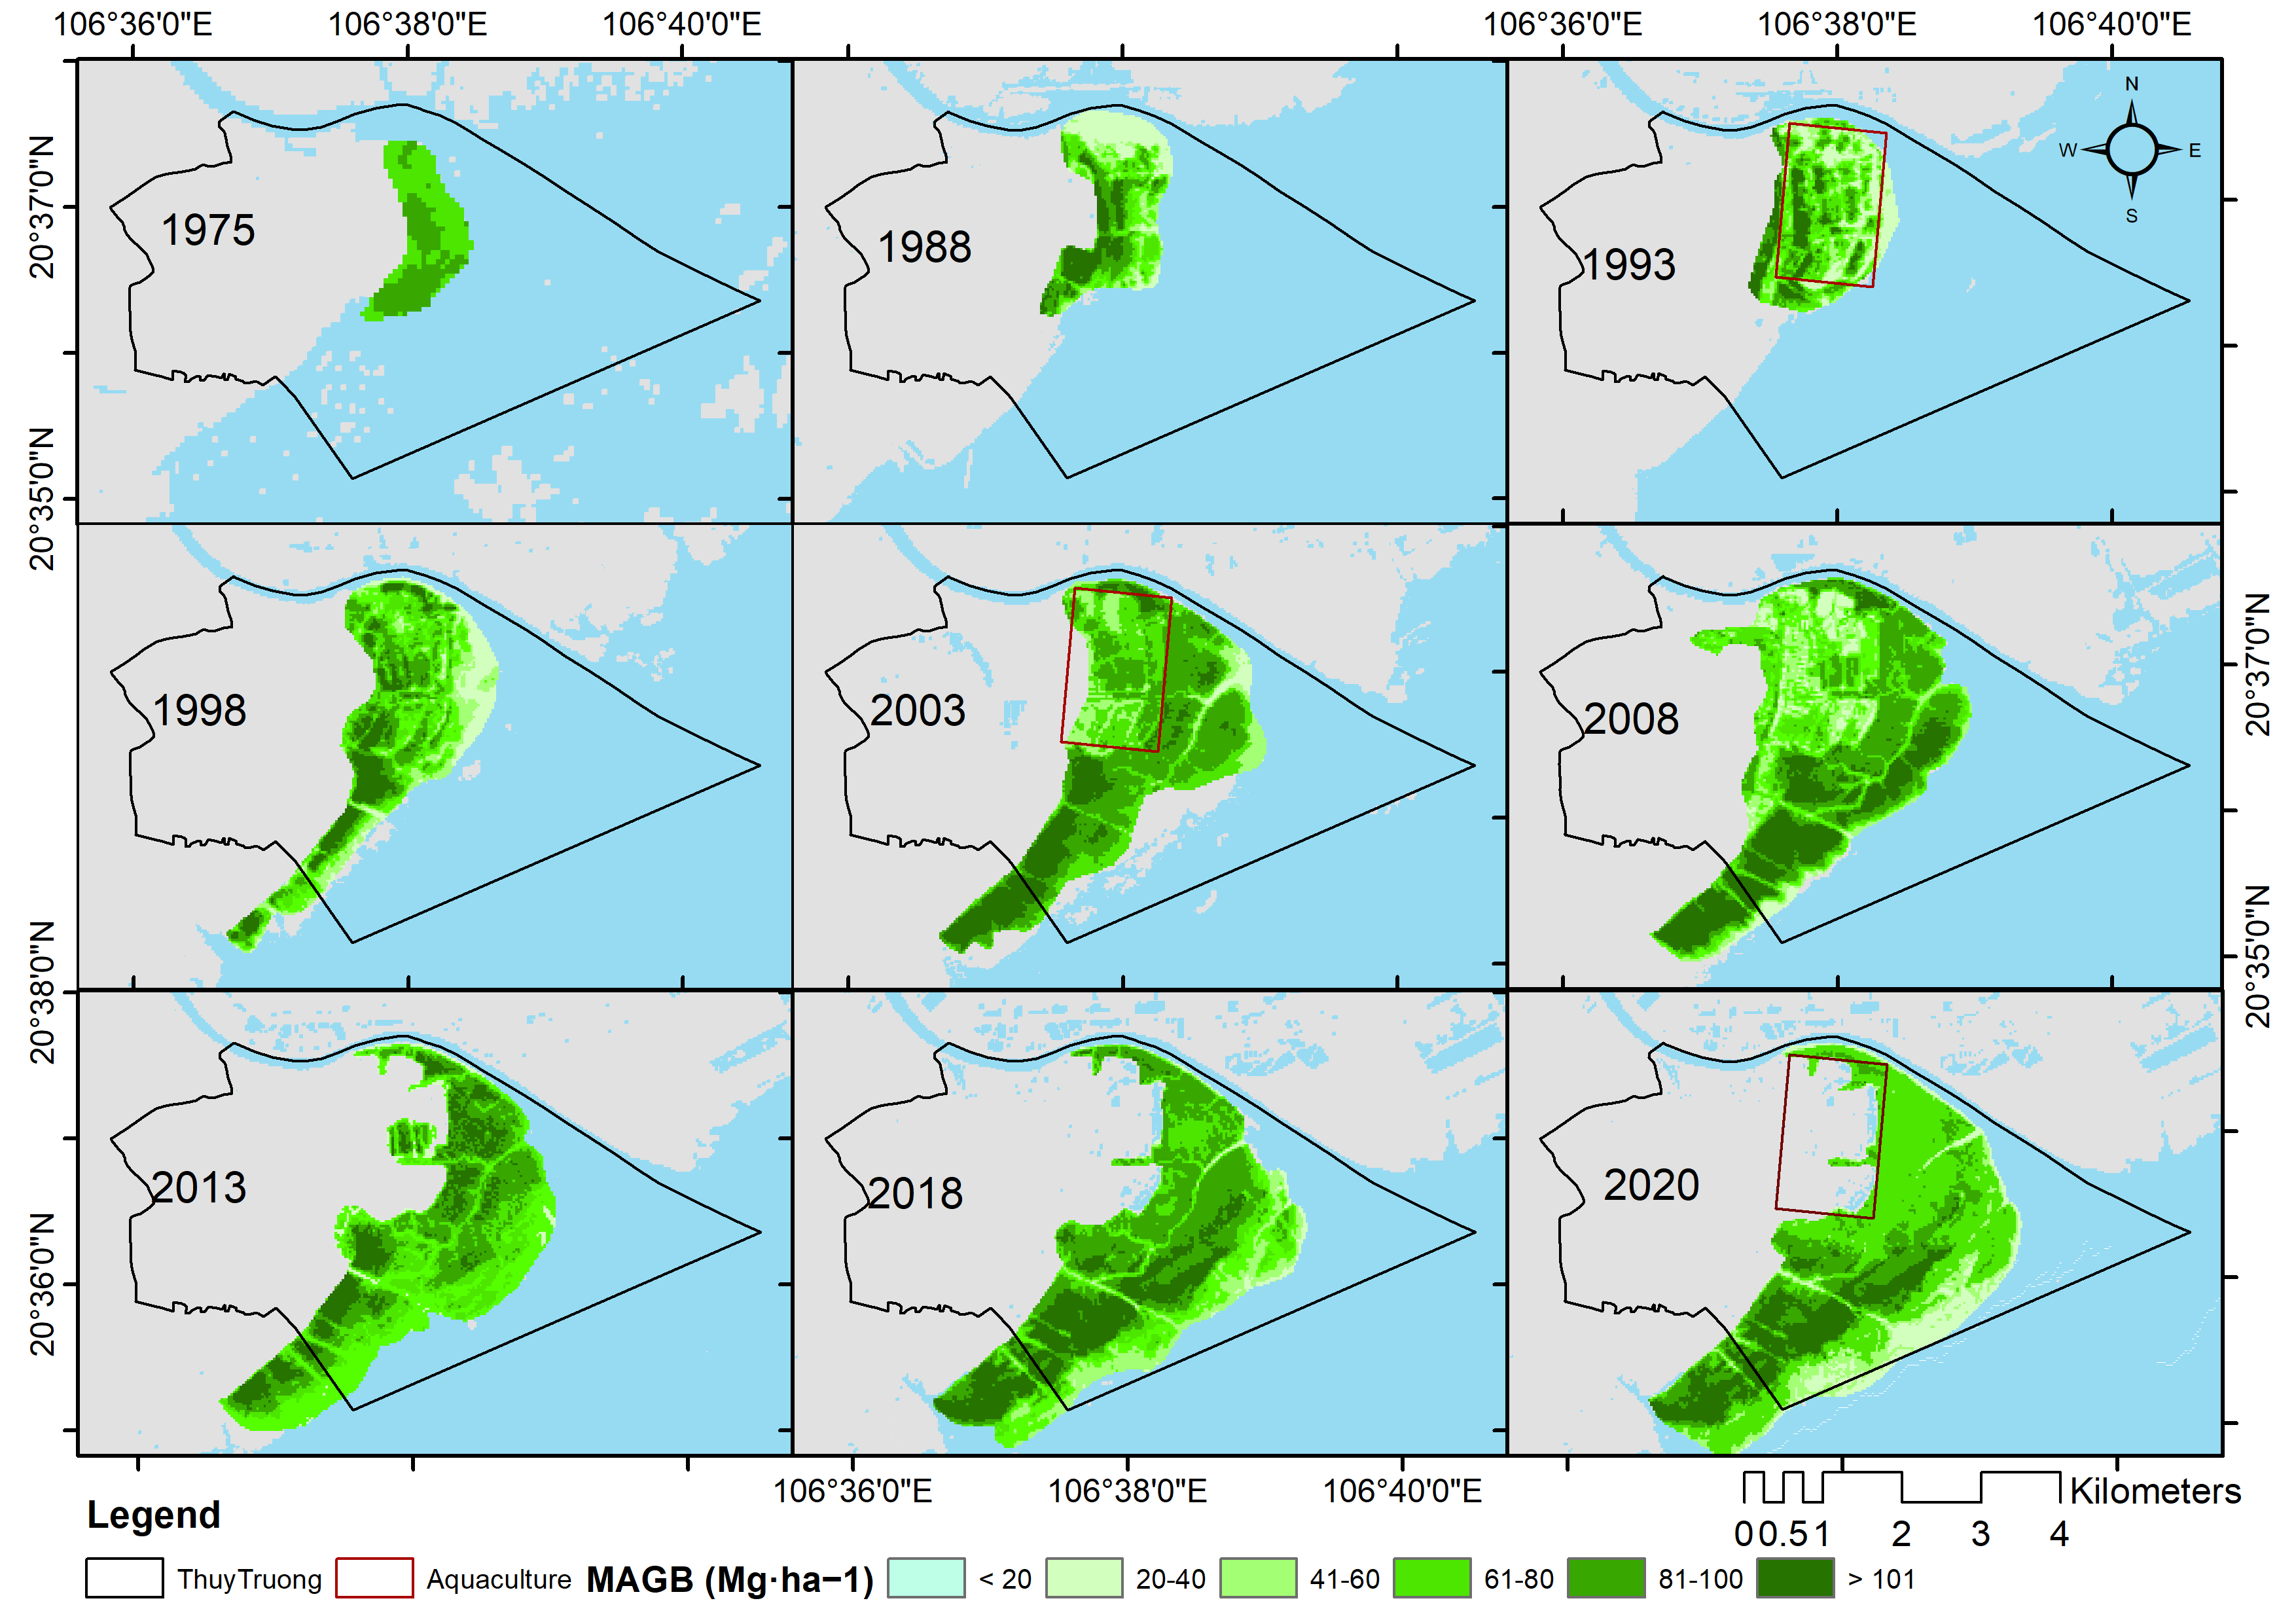 106°36'0"E 106°38'0"E 106°40'0"E 106°36'0"E 106°38'0"E 106°40'0"E
N
W E
S
20°37'0"N
1975 1988 1993
20°35'0"N
1998 2003 2008
20°37'0"N
20°35'0"N
20°38'0"N
2013 2018 2020
20°36'0"N
106°36'0"E 106°38'0"E 106°40'0"E
Kilometers
0 0.5 1 2 3 4
Legend
ThuyTruong Aquaculture MAGB (Mg·ha−1) < 20 20-40 41-60 61-80 81-100 > 101